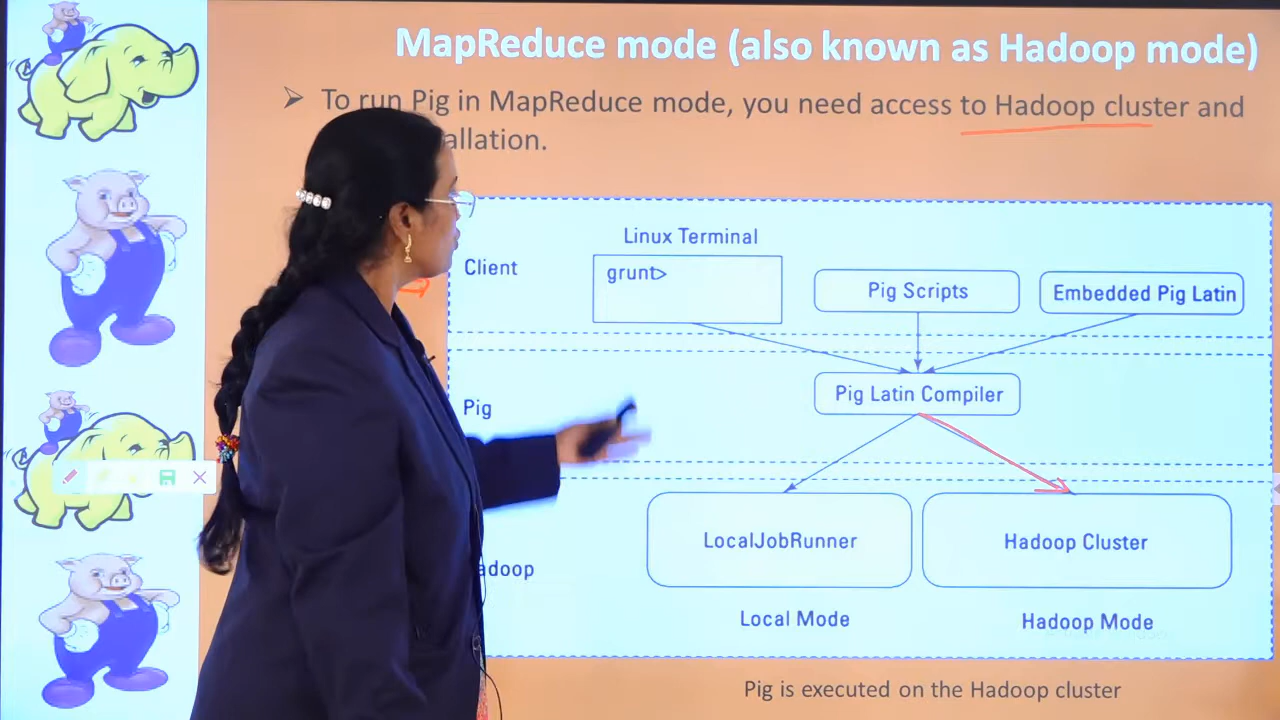 MapReduce mode (also known as Hadoop mode)
➢ To run Pig in MapReduce mode, you need access to Hadoop cluster and
allation.
Linux Terminal
Client
grunt>
Pig Scripts
Embedded Pig Latin
Pig Latin Compiler
Pig
LocalJobRunner
Hadoop Cluster
adoop
Local Mode
Hadoop Mode
Pig is executed on the Hadoop cluster